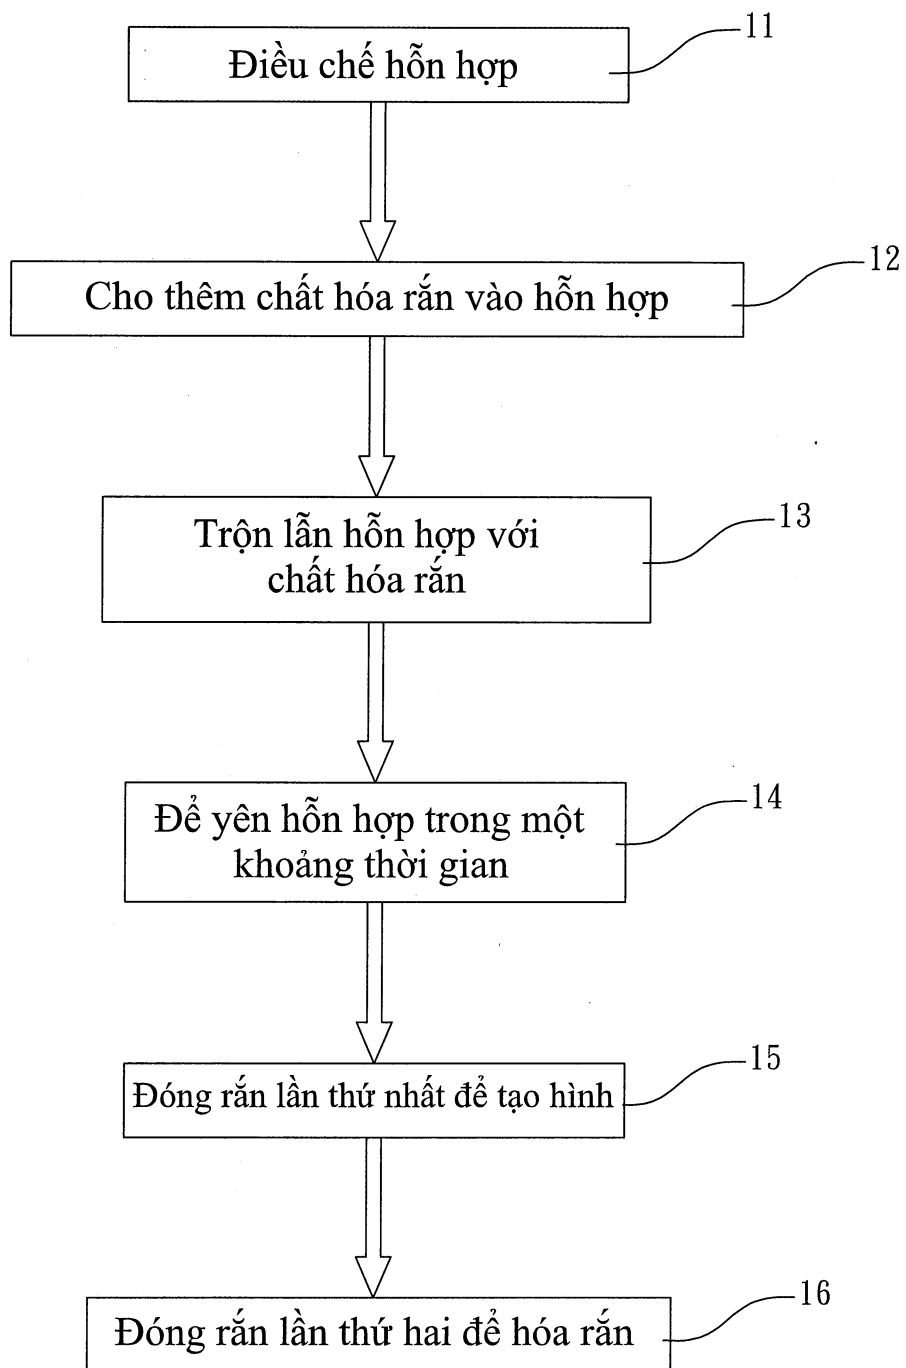 11
Điều chế hỗn hợp
12
Cho thêm chất hóa rắn vào hỗn hợp
13
Trộn lẫn hỗn hợp với
chất hóa rắn
14
Để yên hỗn hợp trong một
khoảng thời gian
15
Đóng rắn lần thứ nhất để tạo hình
16
Đóng rắn lần thứ hai để hóa rắn